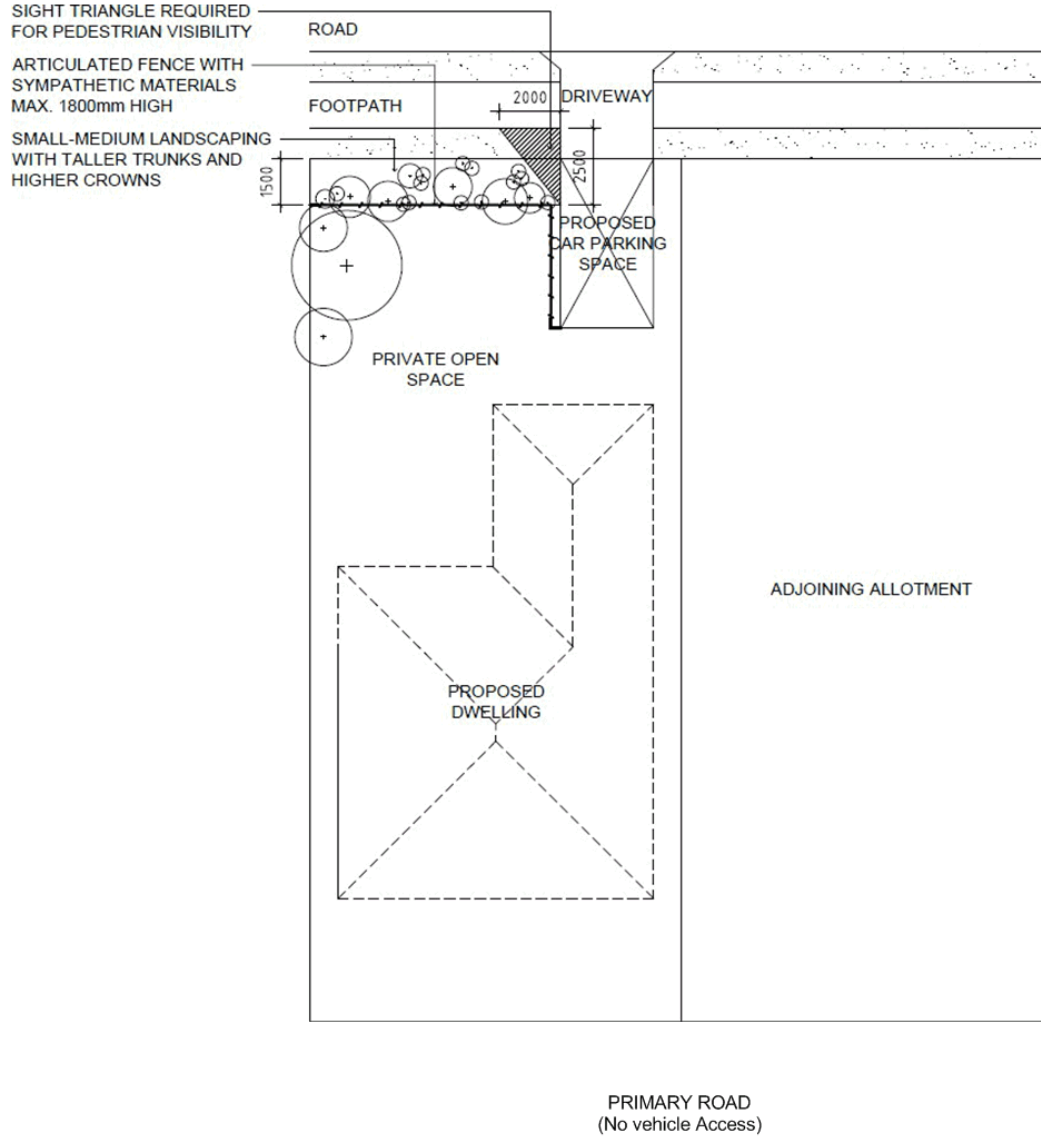 SIGHT TRIANGLE REQUIRED
FOR PEDESTRIAN VISIBILITY
ROAD
ARTICULATED FENCE WITH
SYMPATHETIC MATERIALS
MAX. 1800mm HIGH
2000
DRIVEWAY
FOOTPATH
SMALL-MEDIUM LANDSCAPING
WITH TALLER TRUNKS AND
HIGHER CROWNS
1500
2500
PROPOSED
CAR PARKING
SPACE
PRIVATE OPEN
SPACE
ADJOINING ALLOTMENT
PROPOSED
DWELLING
PRIMARY ROAD
(No vehicle Access)